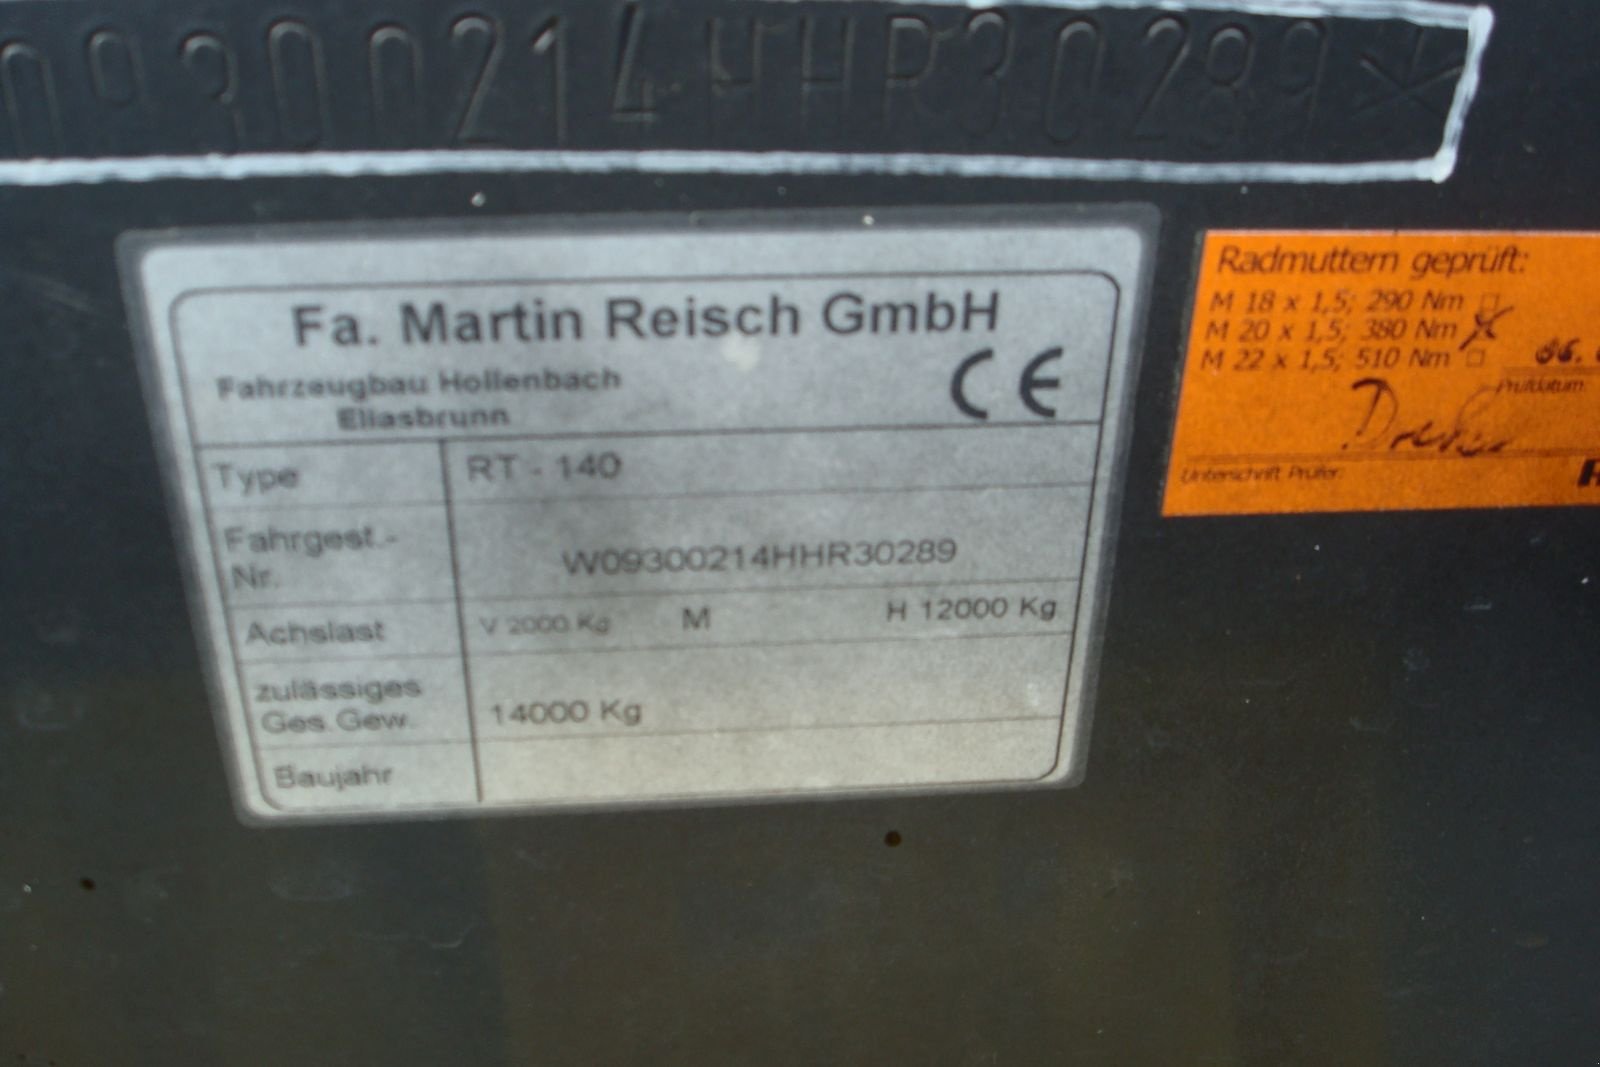 09300214HHR30289*
Fa. Martin Reisch GmbH
Fahrzeugbau Hollenbach
Eliasbrunn
CE
Type RT - 140
Fahrgest.-
Nr. W09300214HHR30289
Achslast V 2000 Kg M H 12000 Kg
zulässiges
Ges.Gew. 14000 Kg
Baujahr
Radmuttern geprüft:
M 18 x 1,5; 290 Nm
M 20 x 1,5; 380 Nm
M 22 x 1,5; 510 Nm
06.
Prüfdatum
Unterschrift Prüfer: